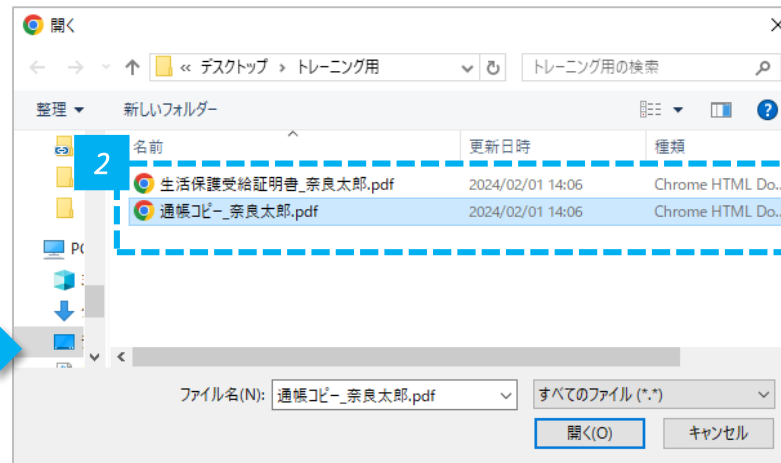 開く
« デスクトップ › トレーニング用
トレーニング用の検索
整理 ▼ 新しいフォルダー
2
名前 更新日時 種類
生活保護受給証明書_奈良太郎.pdf 2024/02/01 14:06 Chrome HTML Do...
通帳コピー_奈良太郎.pdf 2024/02/01 14:06 Chrome HTML Do...
PC
ファイル名(N): 通帳コピー_奈良太郎.pdf すべてのファイル (*.*)
開く(O) キャンセル